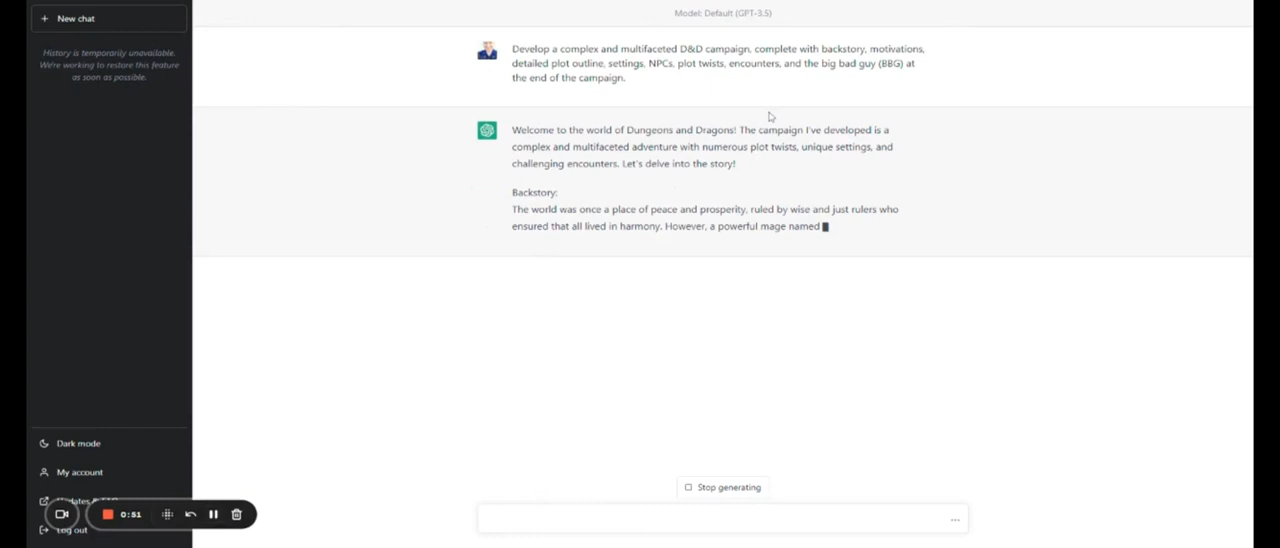 New chat
Model: Default (GPT-3.5)
History is temporarily unavailable.
We're working to restore this feature
as soon as possible.
Develop a complex and multifaceted D&D campaign, complete with backstory, motivations,
detailed plot outline, settings, NPCs, plot twists, encounters, and the big bad guy (BBG) at
the end of the campaign.
Welcome to the world of Dungeons and Dragons! The campaign I've developed is a
complex and multifaceted adventure with numerous plot twists, unique settings, and
challenging encounters. Let's delve into the story!
Backstory:
The world was once a place of peace and prosperity, ruled by wise and just rulers who
ensured that all lived in harmony. However, a powerful mage named
Dark mode
My account
Stop generating
0:51
Log out
...